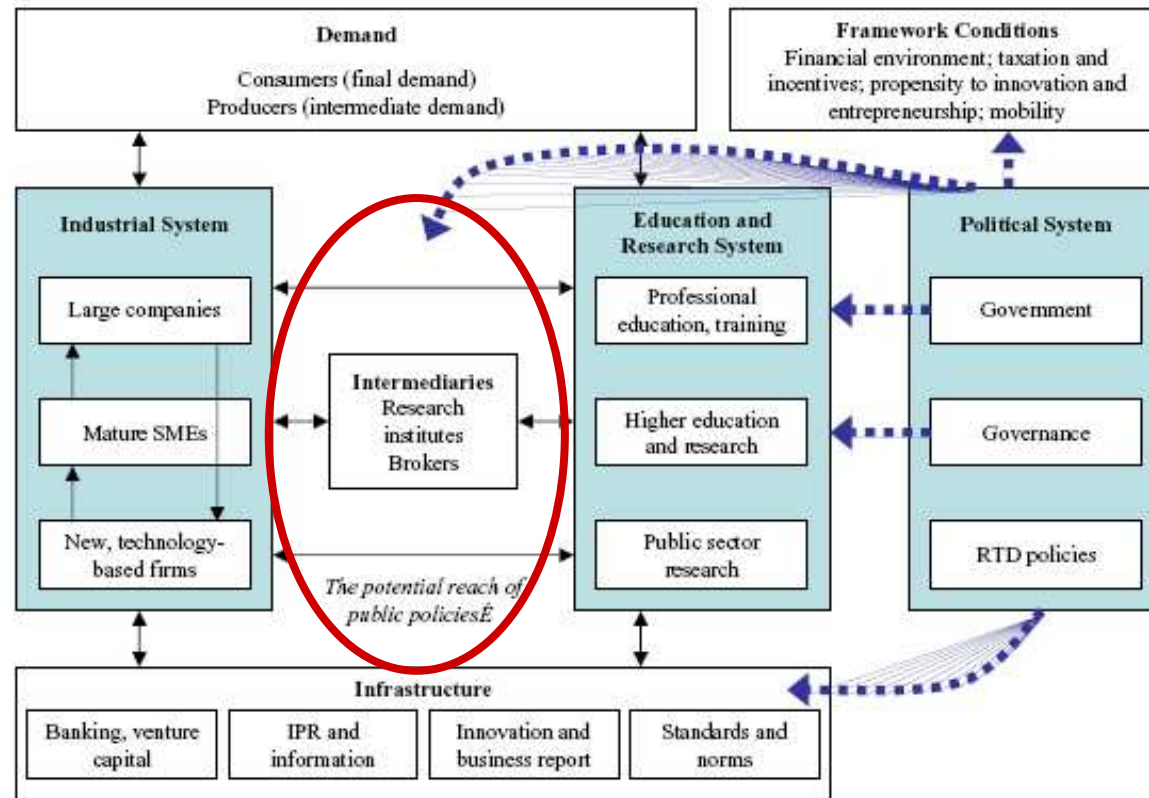 Demand
Consumers (final demand)
Producers (intermediate demand)
Framework Conditions
Financial environment; taxation and
incentives; propensity to innovation and
entrepreneurship; mobility
Industrial System
Large companies
Mature SMEs
New, technology-
based firms
Intermediaries
Research
institutes
Brokers
The potential reach of
public policiesÉ
Education and
Research System
Professional
education, training
Higher education
and research
Public sector
research
Political System
Government
Governance
RTD policies
Infrastructure
Banking, venture
capital
IPR and
information
Innovation and
business report
Standards and
norms